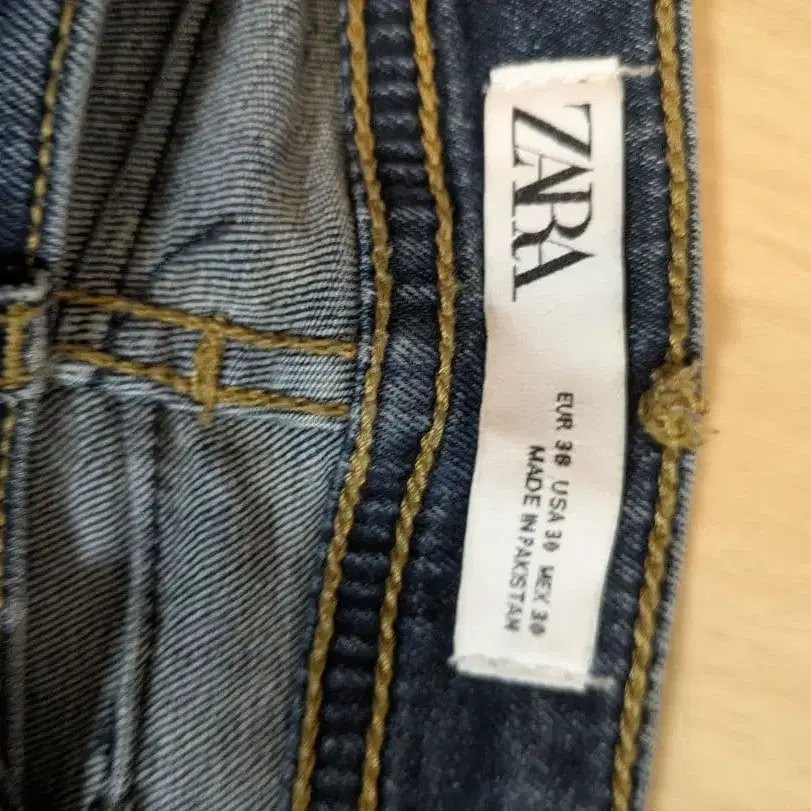 ZARA
EUR 38 USA 30 MEX 30
MADE IN PAKISTAN